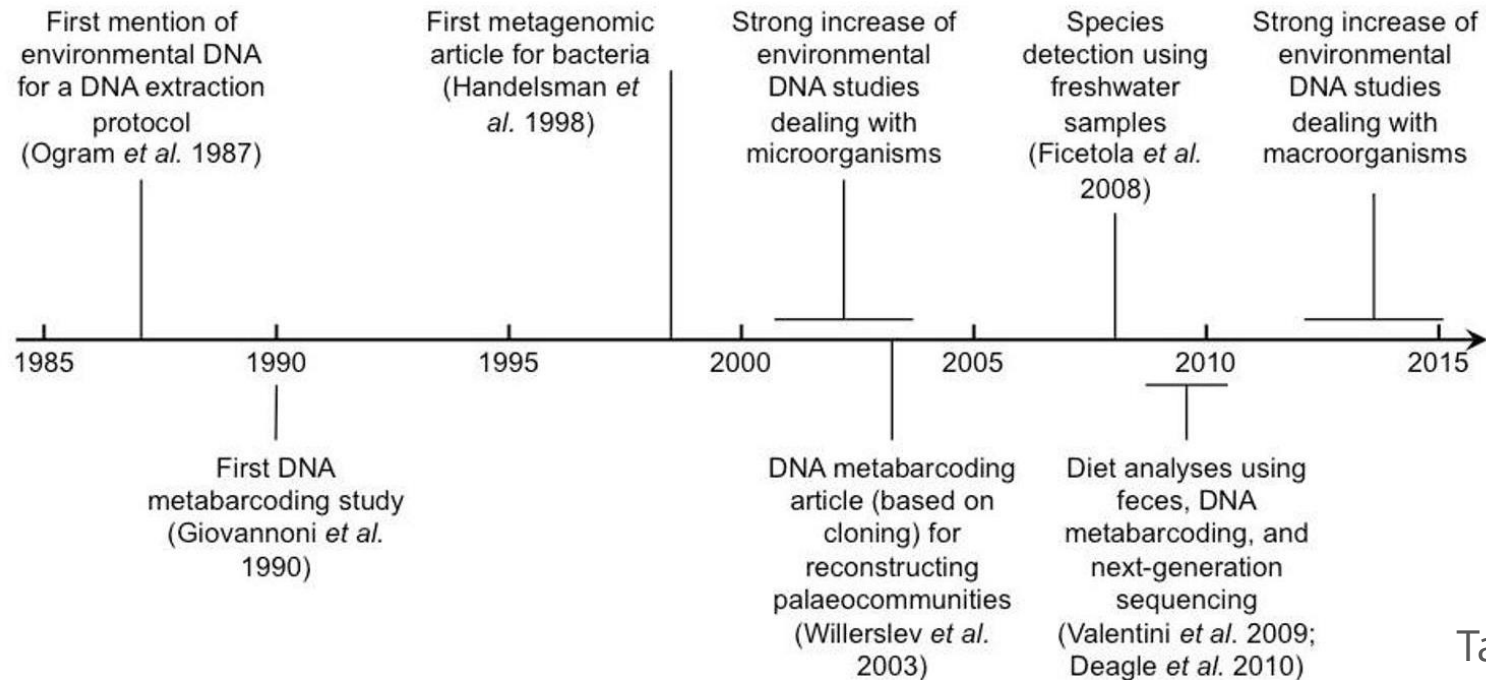 First mention of
environmental DNA
for a DNA extraction
protocol
(Ogram et al. 1987)
First metagenomic
article for bacteria
(Handelsman et
al. 1998)
Strong increase of
environmental
DNA studies
dealing with
microorganisms
Species
detection using
freshwater
samples
(Ficetola et al.
2008)
Strong increase of
environmental
DNA studies
dealing with
macroorganisms
1985 1990 1995 2000 2005 2010 2015
First DNA
metabarcoding study
(Giovannoni et al.
1990)
DNA metabarcoding
article (based on
cloning) for
reconstructing
palaeocommunities
(Willerslev et al.
2003)
Diet analyses using
feces, DNA
metabarcoding, and
next-generation
sequencing
(Valentini et al. 2009;
Deagle et al. 2010)